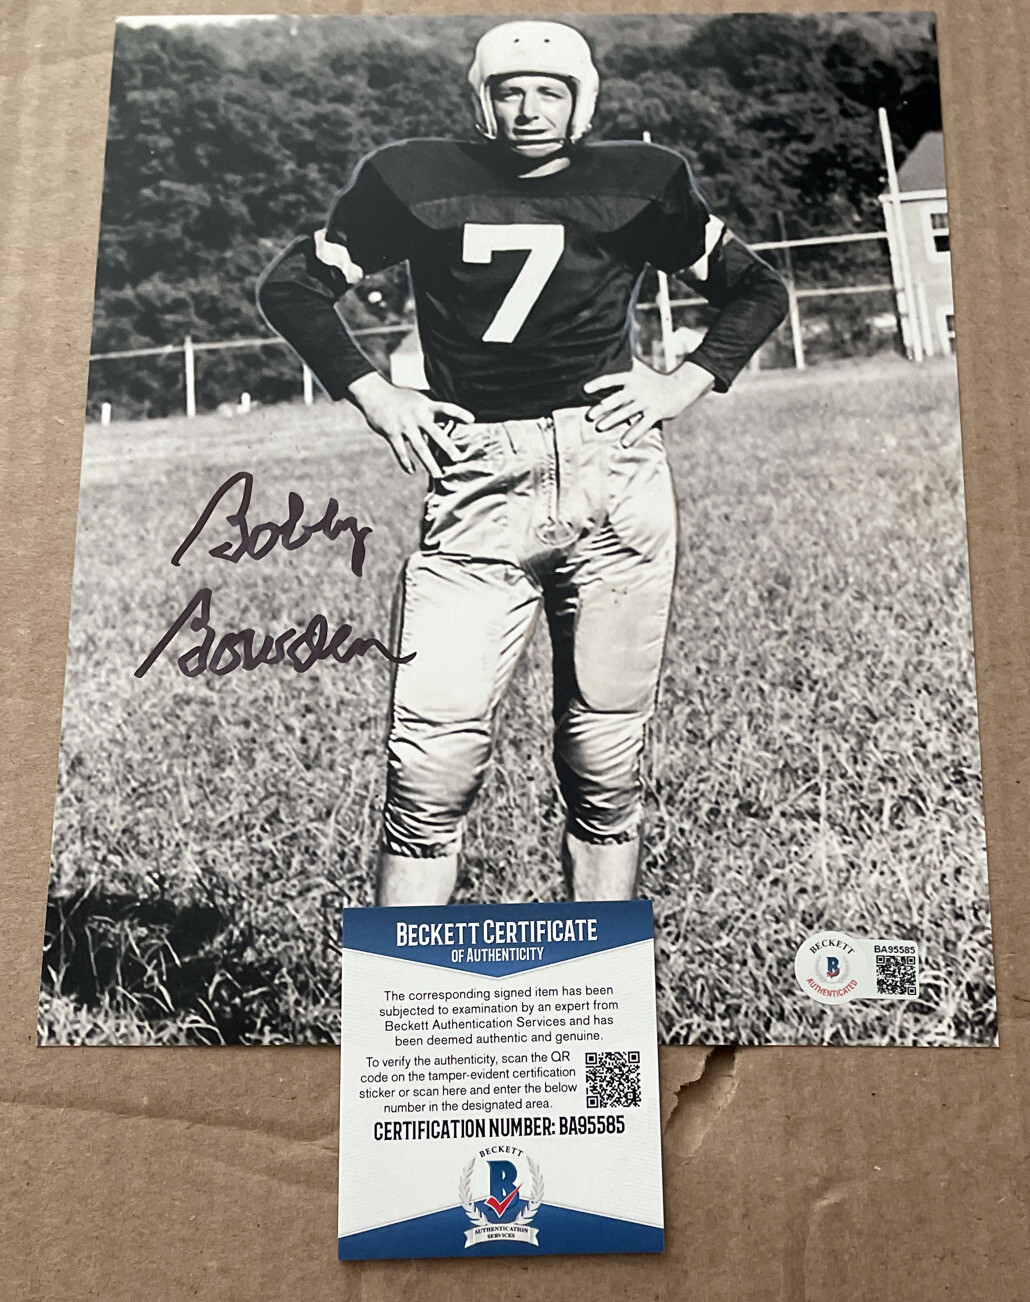 7
Bobby
Bowden
BECKETT
B
AUTHENTICATED
BA95585
BECKETT CERTIFICATE
OF AUTHENTICITY
The corresponding signed item has been
subjected to examination by an expert from
Beckett Authentication Services and has
been deemed authentic and genuine.
To verify the authenticity, scan the QR
code on the tamper-evident certification
sticker or scan here and enter the below
number in the designated area.
CERTIFICATION NUMBER: BA95585
BECKETT
B
AUTHENTICATION
SERVICES